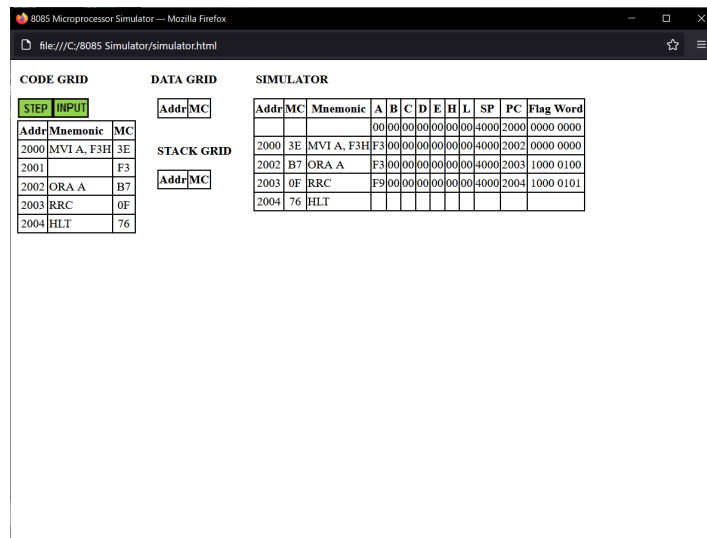 8085 Microprocessor Simulator — Mozilla Firefox
file:///C:/8085 Simulator/simulator.html
CODE GRID
STEP INPUT
Addr Mnemonic MC
2000 MVI A, F3H 3E
2001 F3
2002 ORA A B7
2003 RRC 0F
2004 HLT 76
DATA GRID
Addr MC
STACK GRID
Addr MC
SIMULATOR
Addr MC Mnemonic A B C D E H L SP PC Flag Word
00 00 00 00 00 00 00 4000 2000 0000 0000
2000 3E MVI A, F3H F3 00 00 00 00 00 00 4000 2002 0000 0000
2002 B7 ORA A F3 00 00 00 00 00 00 4000 2003 1000 0100
2003 0F RRC F9 00 00 00 00 00 00 4000 2004 1000 0101
2004 76 HLT